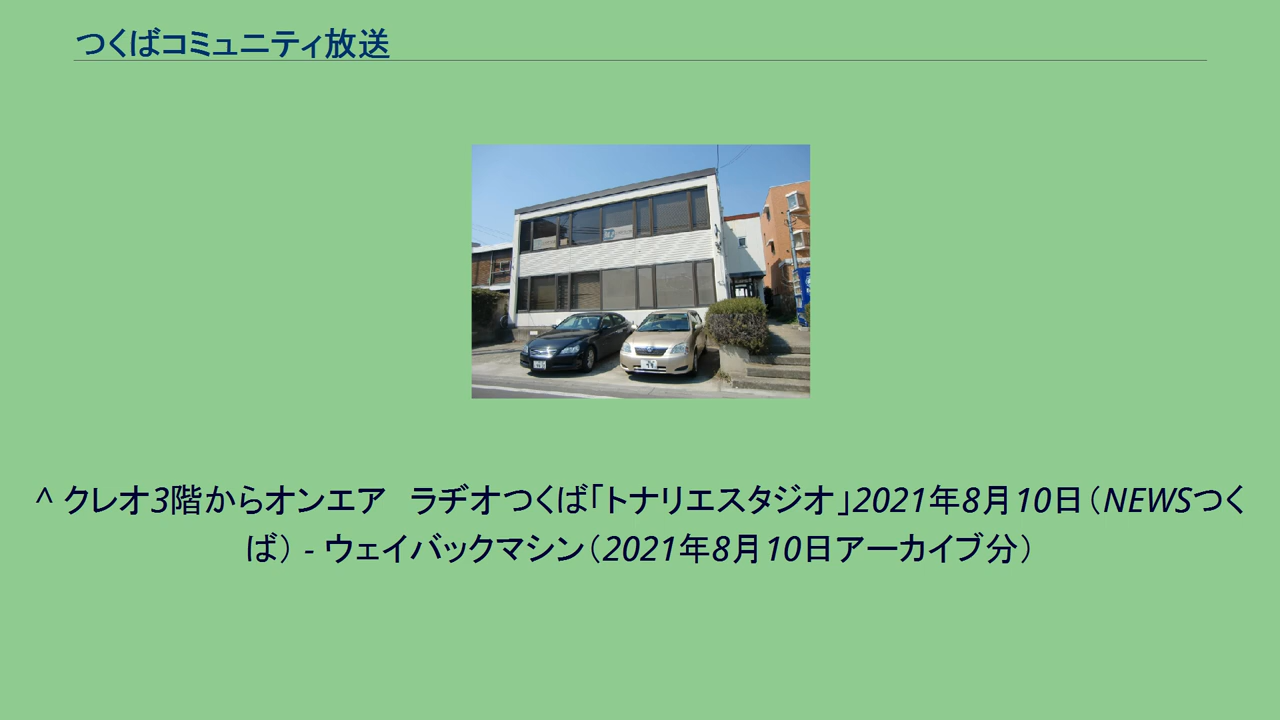 つくばコミュニティ放送
^ クレオ3階からオンエア　ラヂオつくば「トナリエスタジオ」2021年8月10日（NEWSつく
ば） - ウェイバックマシン（2021年8月10日アーカイブ分）